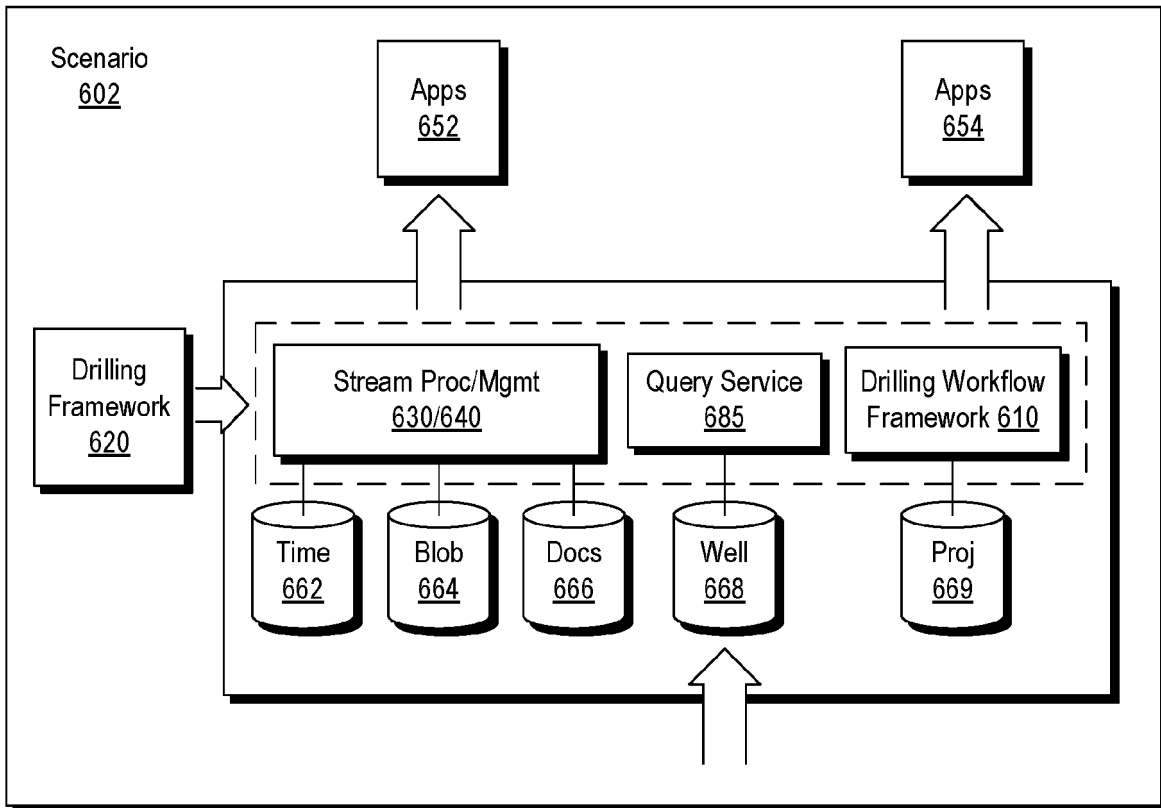 Scenario
602
Apps
652
Apps
654
Drilling
Framework
620
Stream Proc/Mgmt
630/640
Query Service
685
Drilling Workflow
Framework 610
Time
662
Blob
664
Docs
666
Well
668
Proj
669